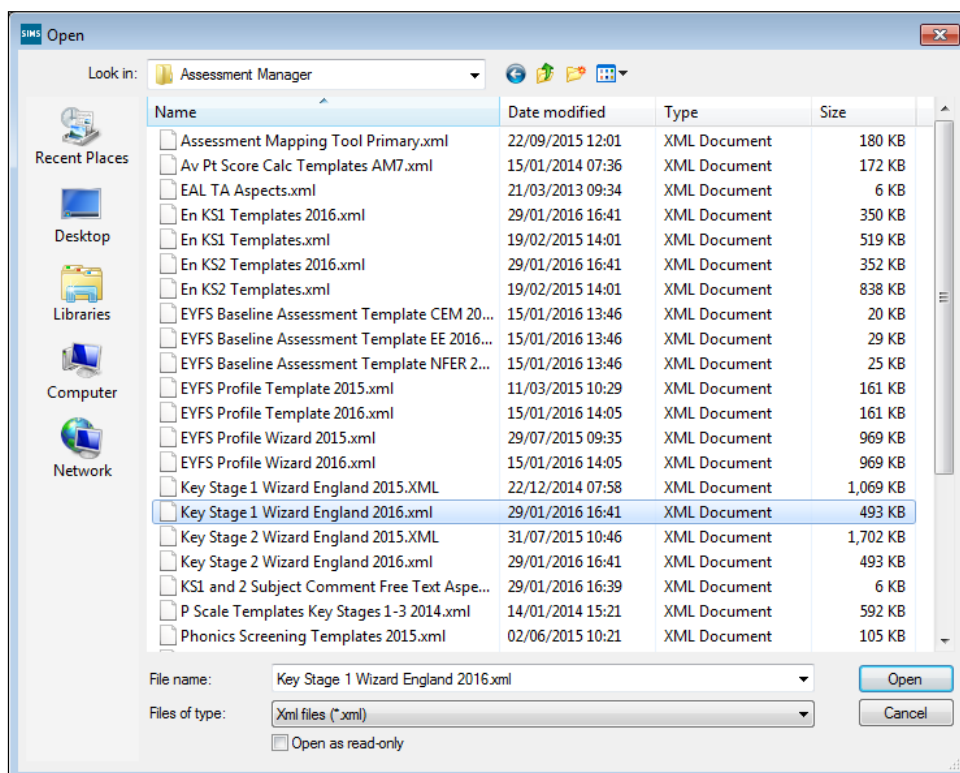 SIMS Open
Look in: Assessment Manager
Name Date modified Type Size
Assessment Mapping Tool Primary.xml 22/09/2015 12:01 XML Document 180 KB
Av Pt Score Calc Templates AM7.xml 15/01/2014 07:36 XML Document 172 KB
EAL TA Aspects.xml 21/03/2013 09:34 XML Document 6 KB
En KS1 Templates 2016.xml 29/01/2016 16:41 XML Document 350 KB
En KS1 Templates.xml 19/02/2015 14:01 XML Document 519 KB
En KS2 Templates 2016.xml 29/01/2016 16:41 XML Document 352 KB
En KS2 Templates.xml 19/02/2015 14:01 XML Document 838 KB
EYFS Baseline Assessment Template CEM 20... 15/01/2016 13:46 XML Document 20 KB
EYFS Baseline Assessment Template EE 2016... 15/01/2016 13:46 XML Document 29 KB
EYFS Baseline Assessment Template NFER 2... 15/01/2016 13:46 XML Document 25 KB
EYFS Profile Template 2015.xml 11/03/2015 10:29 XML Document 161 KB
EYFS Profile Template 2016.xml 15/01/2016 14:05 XML Document 161 KB
EYFS Profile Wizard 2015.xml 29/07/2015 09:35 XML Document 969 KB
EYFS Profile Wizard 2016.xml 15/01/2016 14:05 XML Document 969 KB
Key Stage 1 Wizard England 2015.XML 22/12/2014 07:58 XML Document 1,069 KB
Key Stage 1 Wizard England 2016.xml 29/01/2016 16:41 XML Document 493 KB
Key Stage 2 Wizard England 2015.XML 31/07/2015 10:46 XML Document 1,702 KB
Key Stage 2 Wizard England 2016.xml 29/01/2016 16:41 XML Document 493 KB
KS1 and 2 Subject Comment Free Text Aspe... 29/01/2016 16:39 XML Document 6 KB
P Scale Templates Key Stages 1-3 2014.xml 14/01/2014 15:21 XML Document 592 KB
Phonics Screening Templates 2015.xml 02/06/2015 10:21 XML Document 105 KB
Recent Places
Desktop
Libraries
Computer
Network
File name: Key Stage 1 Wizard England 2016.xml Open
Files of type: Xml files (*.xml) Cancel
Open as read-only